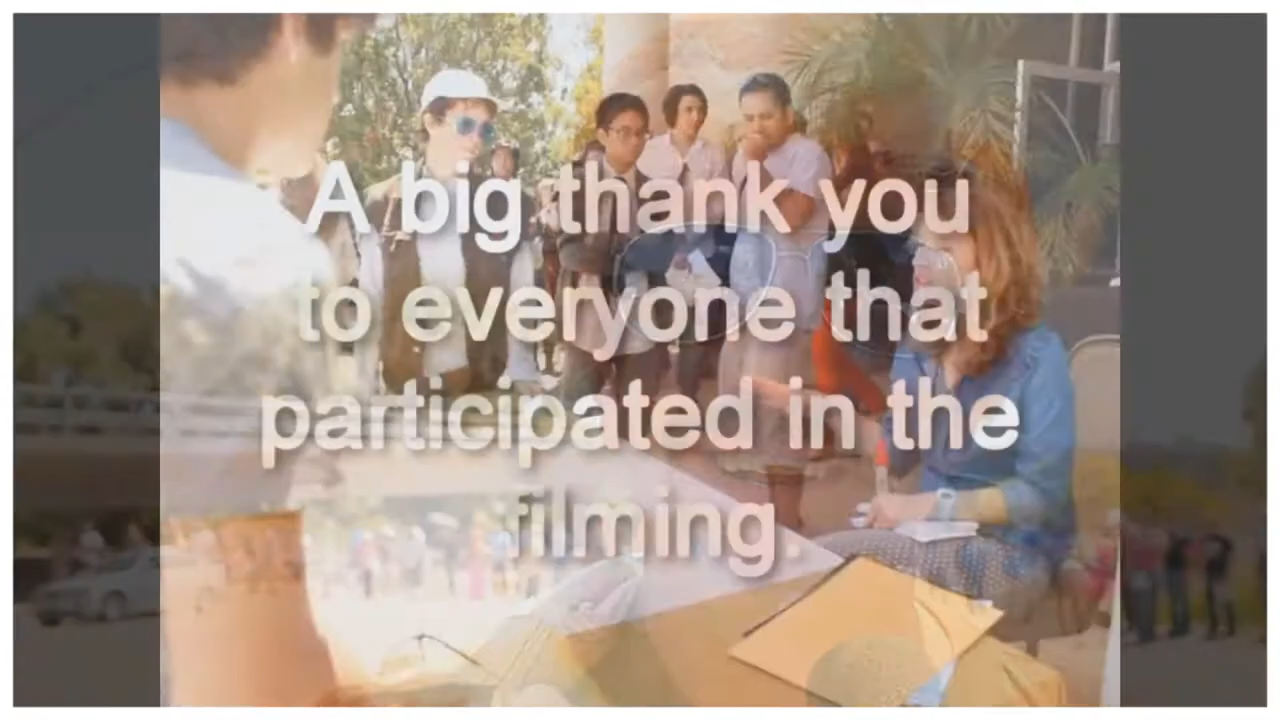 A big thank you
to everyone that
participated in the
filming.